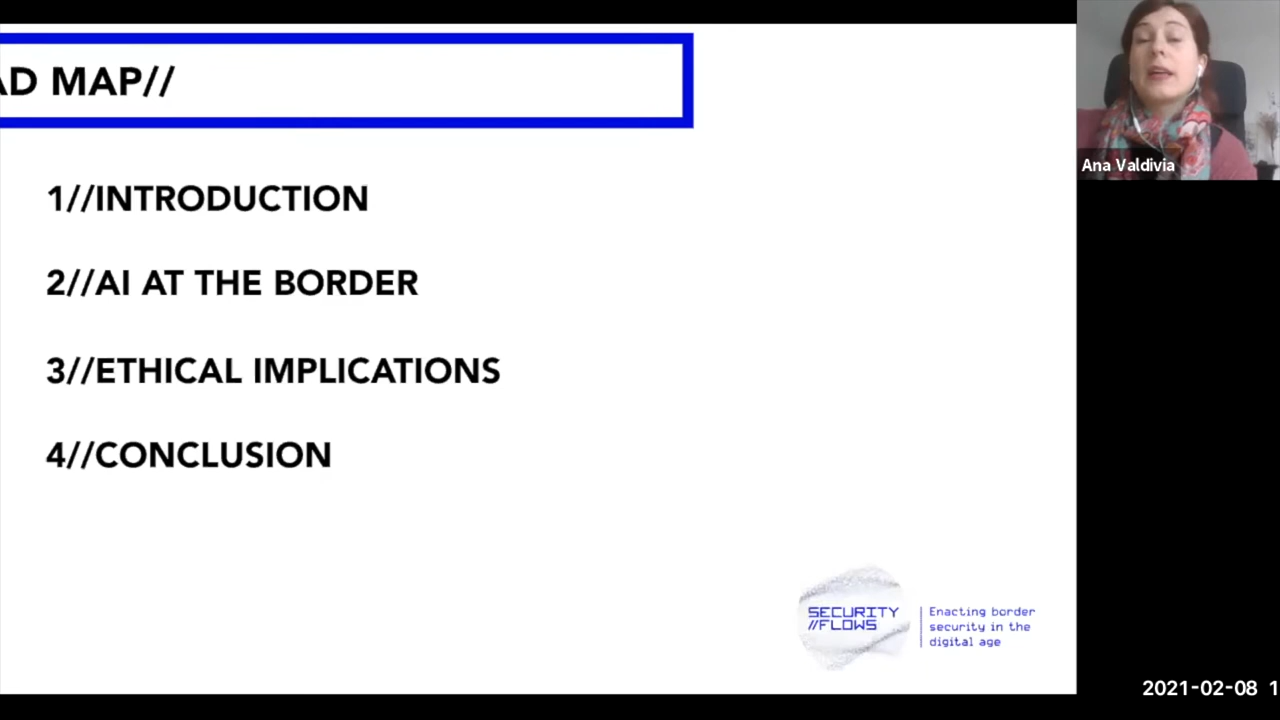 AD MAP//
1//INTRODUCTION
2//AI AT THE BORDER
3//ETHICAL IMPLICATIONS
4//CONCLUSION
SECURITY
//FLOWS
Enacting border
security in the
digital age
Ana Valdivia
2021-02-08 1